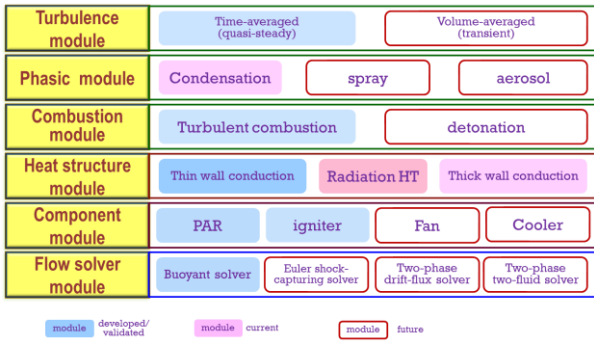 Turbulence
module
Time-averaged
(quasi-steady)
Volume-averaged
(transient)
Phasic module
Condensation
spray
aerosol
Combustion
module
Turbulent combustion
detonation
Heat structure
module
Thin wall conduction
Radiation HT
Thick wall conduction
Component
module
PAR
igniter
Fan
Cooler
Flow solver
module
Buoyant solver
Euler shock-
capturing solver
Two-phase
drift-flux solver
Two-phase
two-fluid solver
module
developed/
validated
module
current
module
future